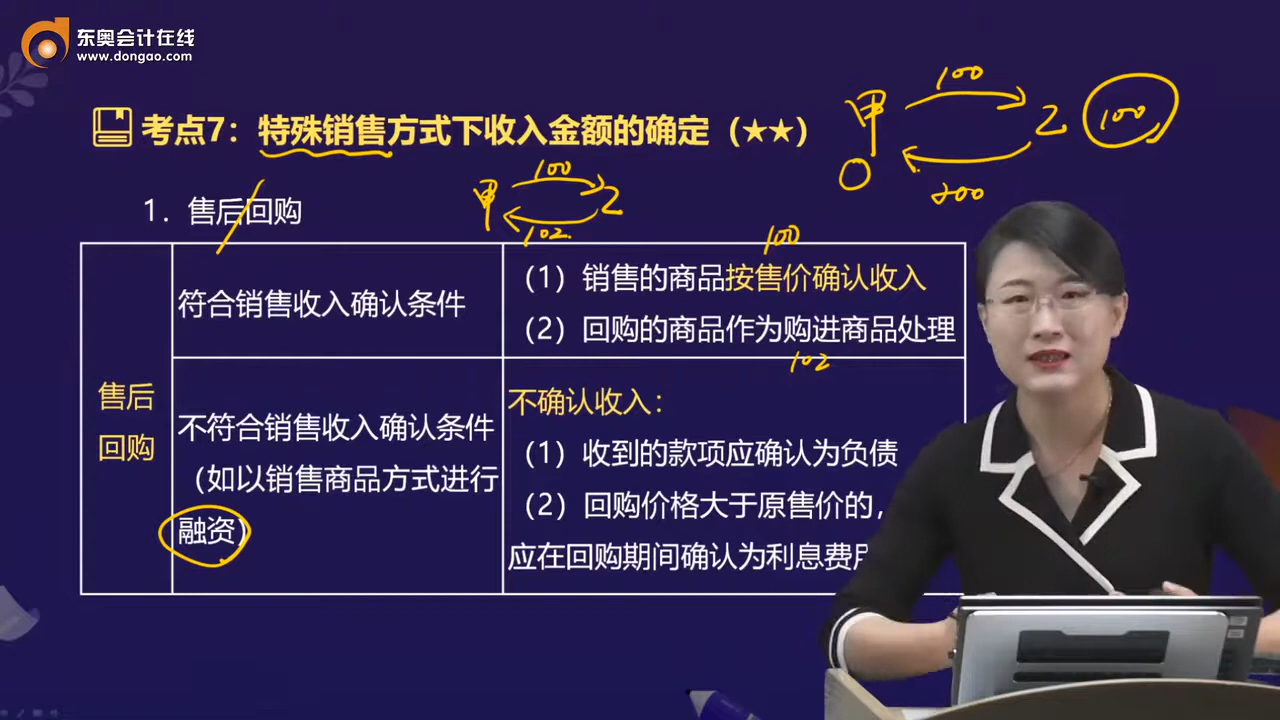 东奥会计在线
www.dongao.com
考点7：特殊销售方式下收入金额的确定（★★）
甲 100 乙 100
0 200
1．售后回购
甲 100 乙
102
售后
回购
符合销售收入确认条件
100
（1）销售的商品按售价确认收入
（2）回购的商品作为购进商品处理
102
不符合销售收入确认条件
（如以销售商品方式进行
融资）
不确认收入：
（1）收到的款项应确认为负债
（2）回购价格大于原售价的，
应在回购期间确认为利息费